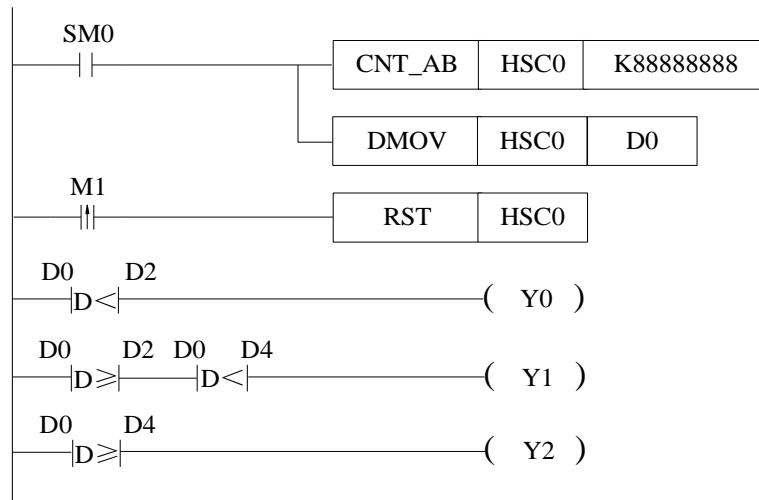 SM0
CNT_AB HSC0 K88888888
DMOV HSC0 D0
M1
RST HSC0
D0 D2
D< ( Y0 )
D0 D2 D0 D4
D≥ D< ( Y1 )
D0 D4
D≥ ( Y2 )